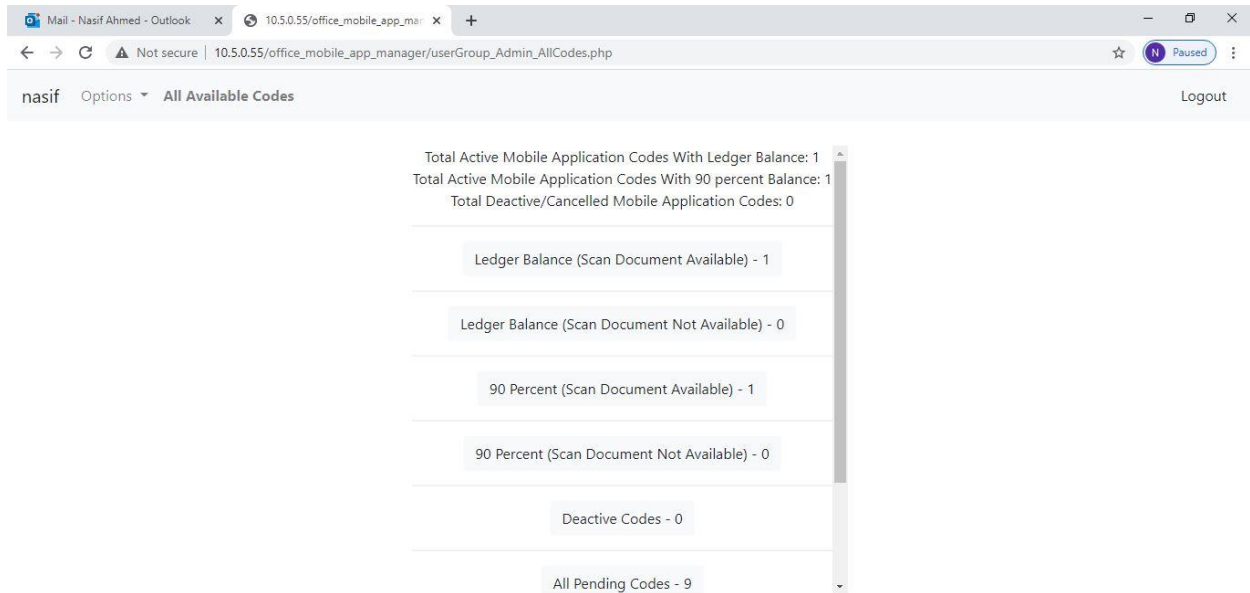 Mail - Nasif Ahmed - Outlook
10.5.0.55/office_mobile_app_mar
Not secure | 10.5.0.55/office_mobile_app_manager/userGroup_Admin_AllCodes.php
N Paused
nasif Options All Available Codes Logout
Total Active Mobile Application Codes With Ledger Balance: 1
Total Active Mobile Application Codes With 90 percent Balance: 1
Total Deactive/Cancelled Mobile Application Codes: 0
Ledger Balance (Scan Document Available) - 1
Ledger Balance (Scan Document Not Available) - 0
90 Percent (Scan Document Available) - 1
90 Percent (Scan Document Not Available) - 0
Deactive Codes - 0
All Pending Codes - 9